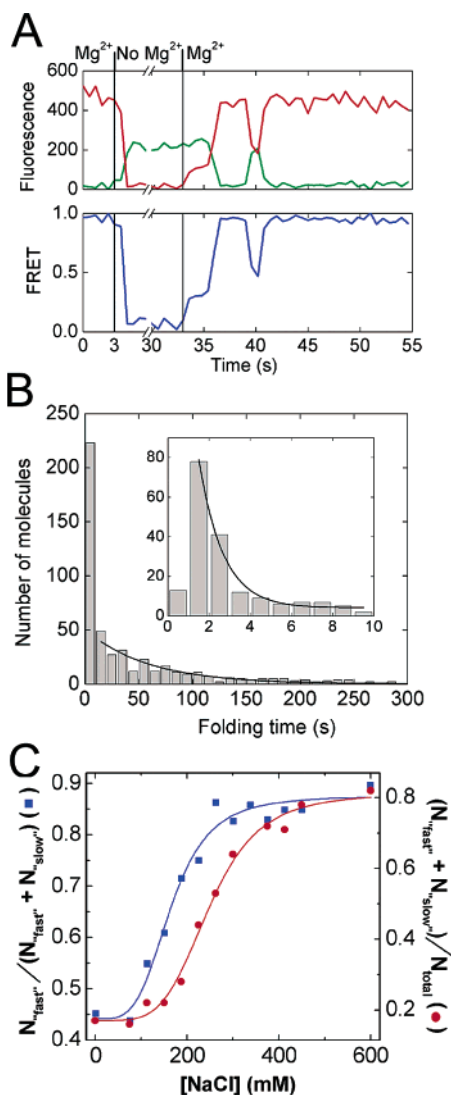 A
Mg²⁺ No Mg²⁺ Mg²⁺
600
400
200
0
Fluorescence
1.0
0.5
0.0
FRET
0 3 30 35 40 45 50 55
Time (s)
B
250
200
150
100
50
0
Number of molecules
80
60
40
20
0
0 2 4 6 8 10
0 50 100 150 200 250 300
Folding time (s)
C
0.9
0.8
0.7
0.6
0.5
0.4
N"fast"/(N"fast" + N"slow") (■)
0.8
0.6
0.4
0.2
(N"fast" + N"slow")/Ntotal (●)
0 200 400 600
[NaCl] (mM)